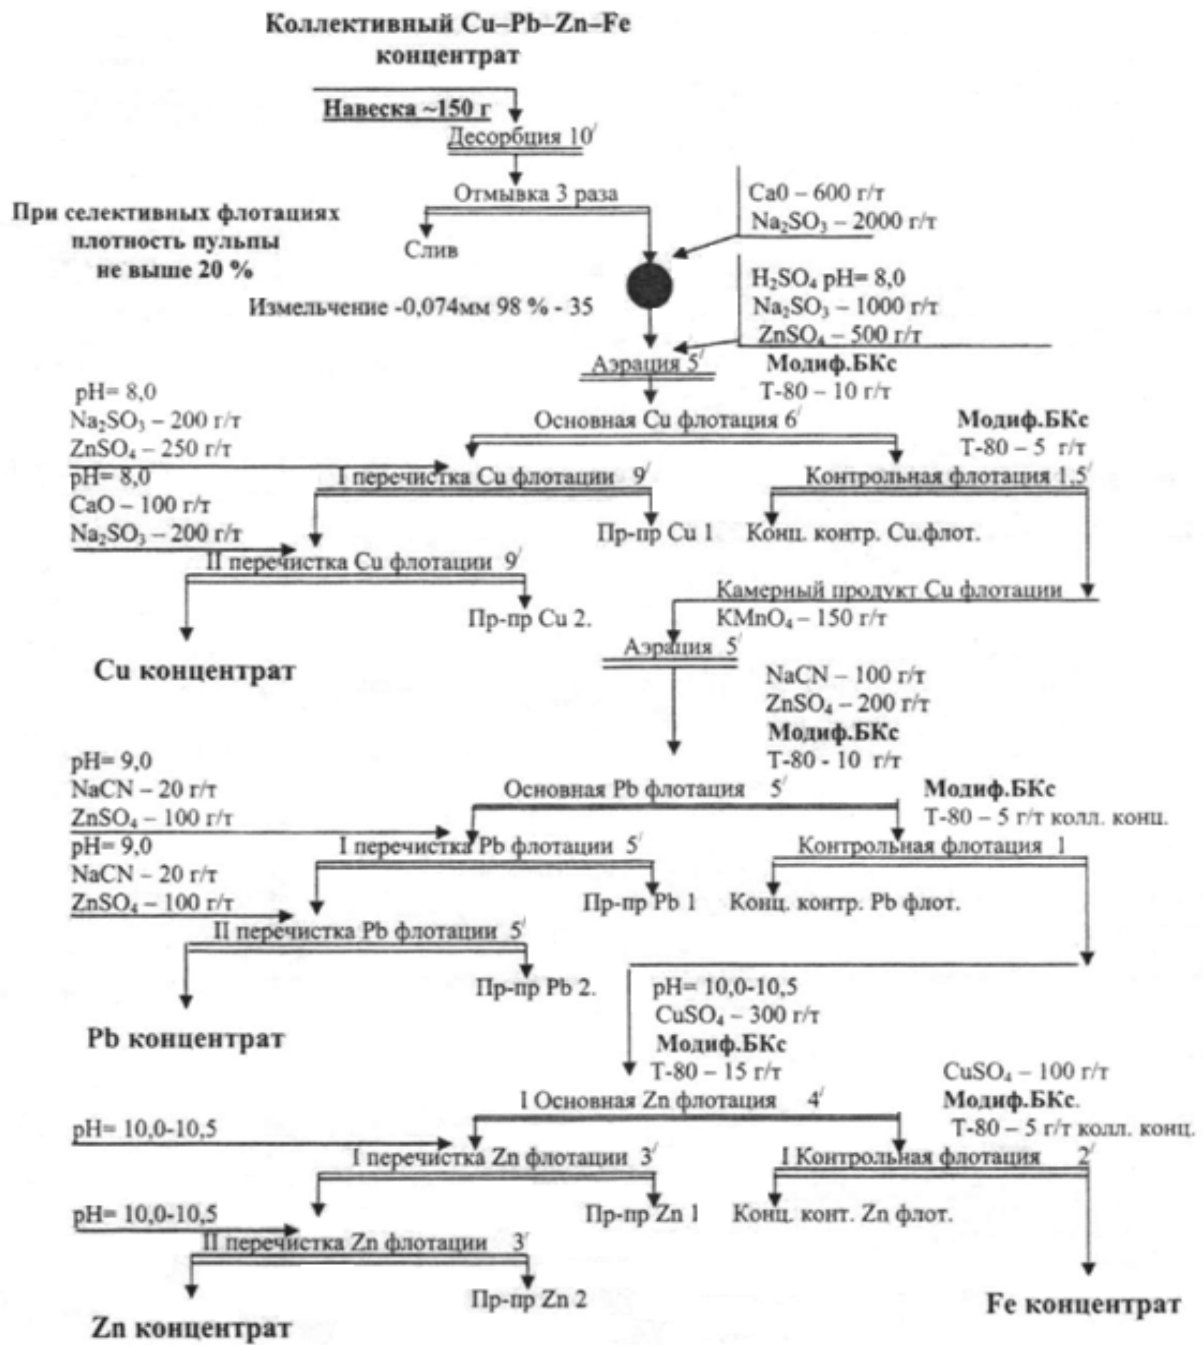 Коллективный Cu–Pb–Zn–Fe
концентрат
Навеска ~150 г
Десорбция 10/
Отмывка 3 раза
При селективных флотациях
плотность пульпы
не выше 20 %
Слив
Ca0 – 600 г/т
Na₂SO₃ – 2000 г/т
Измельчение -0,074мм 98 % - 35
H₂SO₄ pH= 8,0
Na₂SO₃ – 1000 г/т
ZnSO₄ – 500 г/т
Аэрация 5/
Модиф.БКс
Т-80 – 10 г/т
pH= 8,0
Na₂SO₃ – 200 г/т
ZnSO₄ – 250 г/т
Основная Cu флотация 6/
Модиф.БКс
Т-80 – 5 г/т
I перечистка Cu флотации 9/
Контрольная флотация 1,5/
pH= 8,0
CaO – 100 г/т
Na₂SO₃ – 200 г/т
Пр-пр Cu 1
Конц. контр. Cu.флот.
II перечистка Cu флотации 9/
Камерный продукт Cu флотации
KMnO₄ – 150 г/т
Пр-пр Cu 2.
Cu концентрат
Аэрация 5/
NaCN – 100 г/т
ZnSO₄ – 200 г/т
Модиф.БКс
Т-80 - 10 г/т
pH= 9,0
NaCN – 20 г/т
ZnSO₄ – 100 г/т
Основная Pb флотация 5/
Модиф.БКс
Т-80 – 5 г/т колл. конц.
I перечистка Pb флотации 5/
Контрольная флотация 1
pH= 9,0
NaCN – 20 г/т
ZnSO₄ – 100 г/т
Пр-пр Pb 1
Конц. контр. Pb флот.
II перечистка Pb флотации 5/
Пр-пр Pb 2.
Pb концентрат
pH= 10,0-10,5
CuSO₄ – 300 г/т
Модиф.БКс
Т-80 – 15 г/т
CuSO₄ – 100 г/т
Модиф.БКс.
Т-80 – 5 г/т колл. конц.
I Основная Zn флотация 4/
pH= 10,0-10,5
I перечистка Zn флотации 3/
I Контрольная флотация 2/
pH= 10,0-10,5
Пр-пр Zn 1
Конц. конт. Zn флот.
II перечистка Zn флотации 3/
Пр-пр Zn 2
Zn концентрат
Fe концентрат